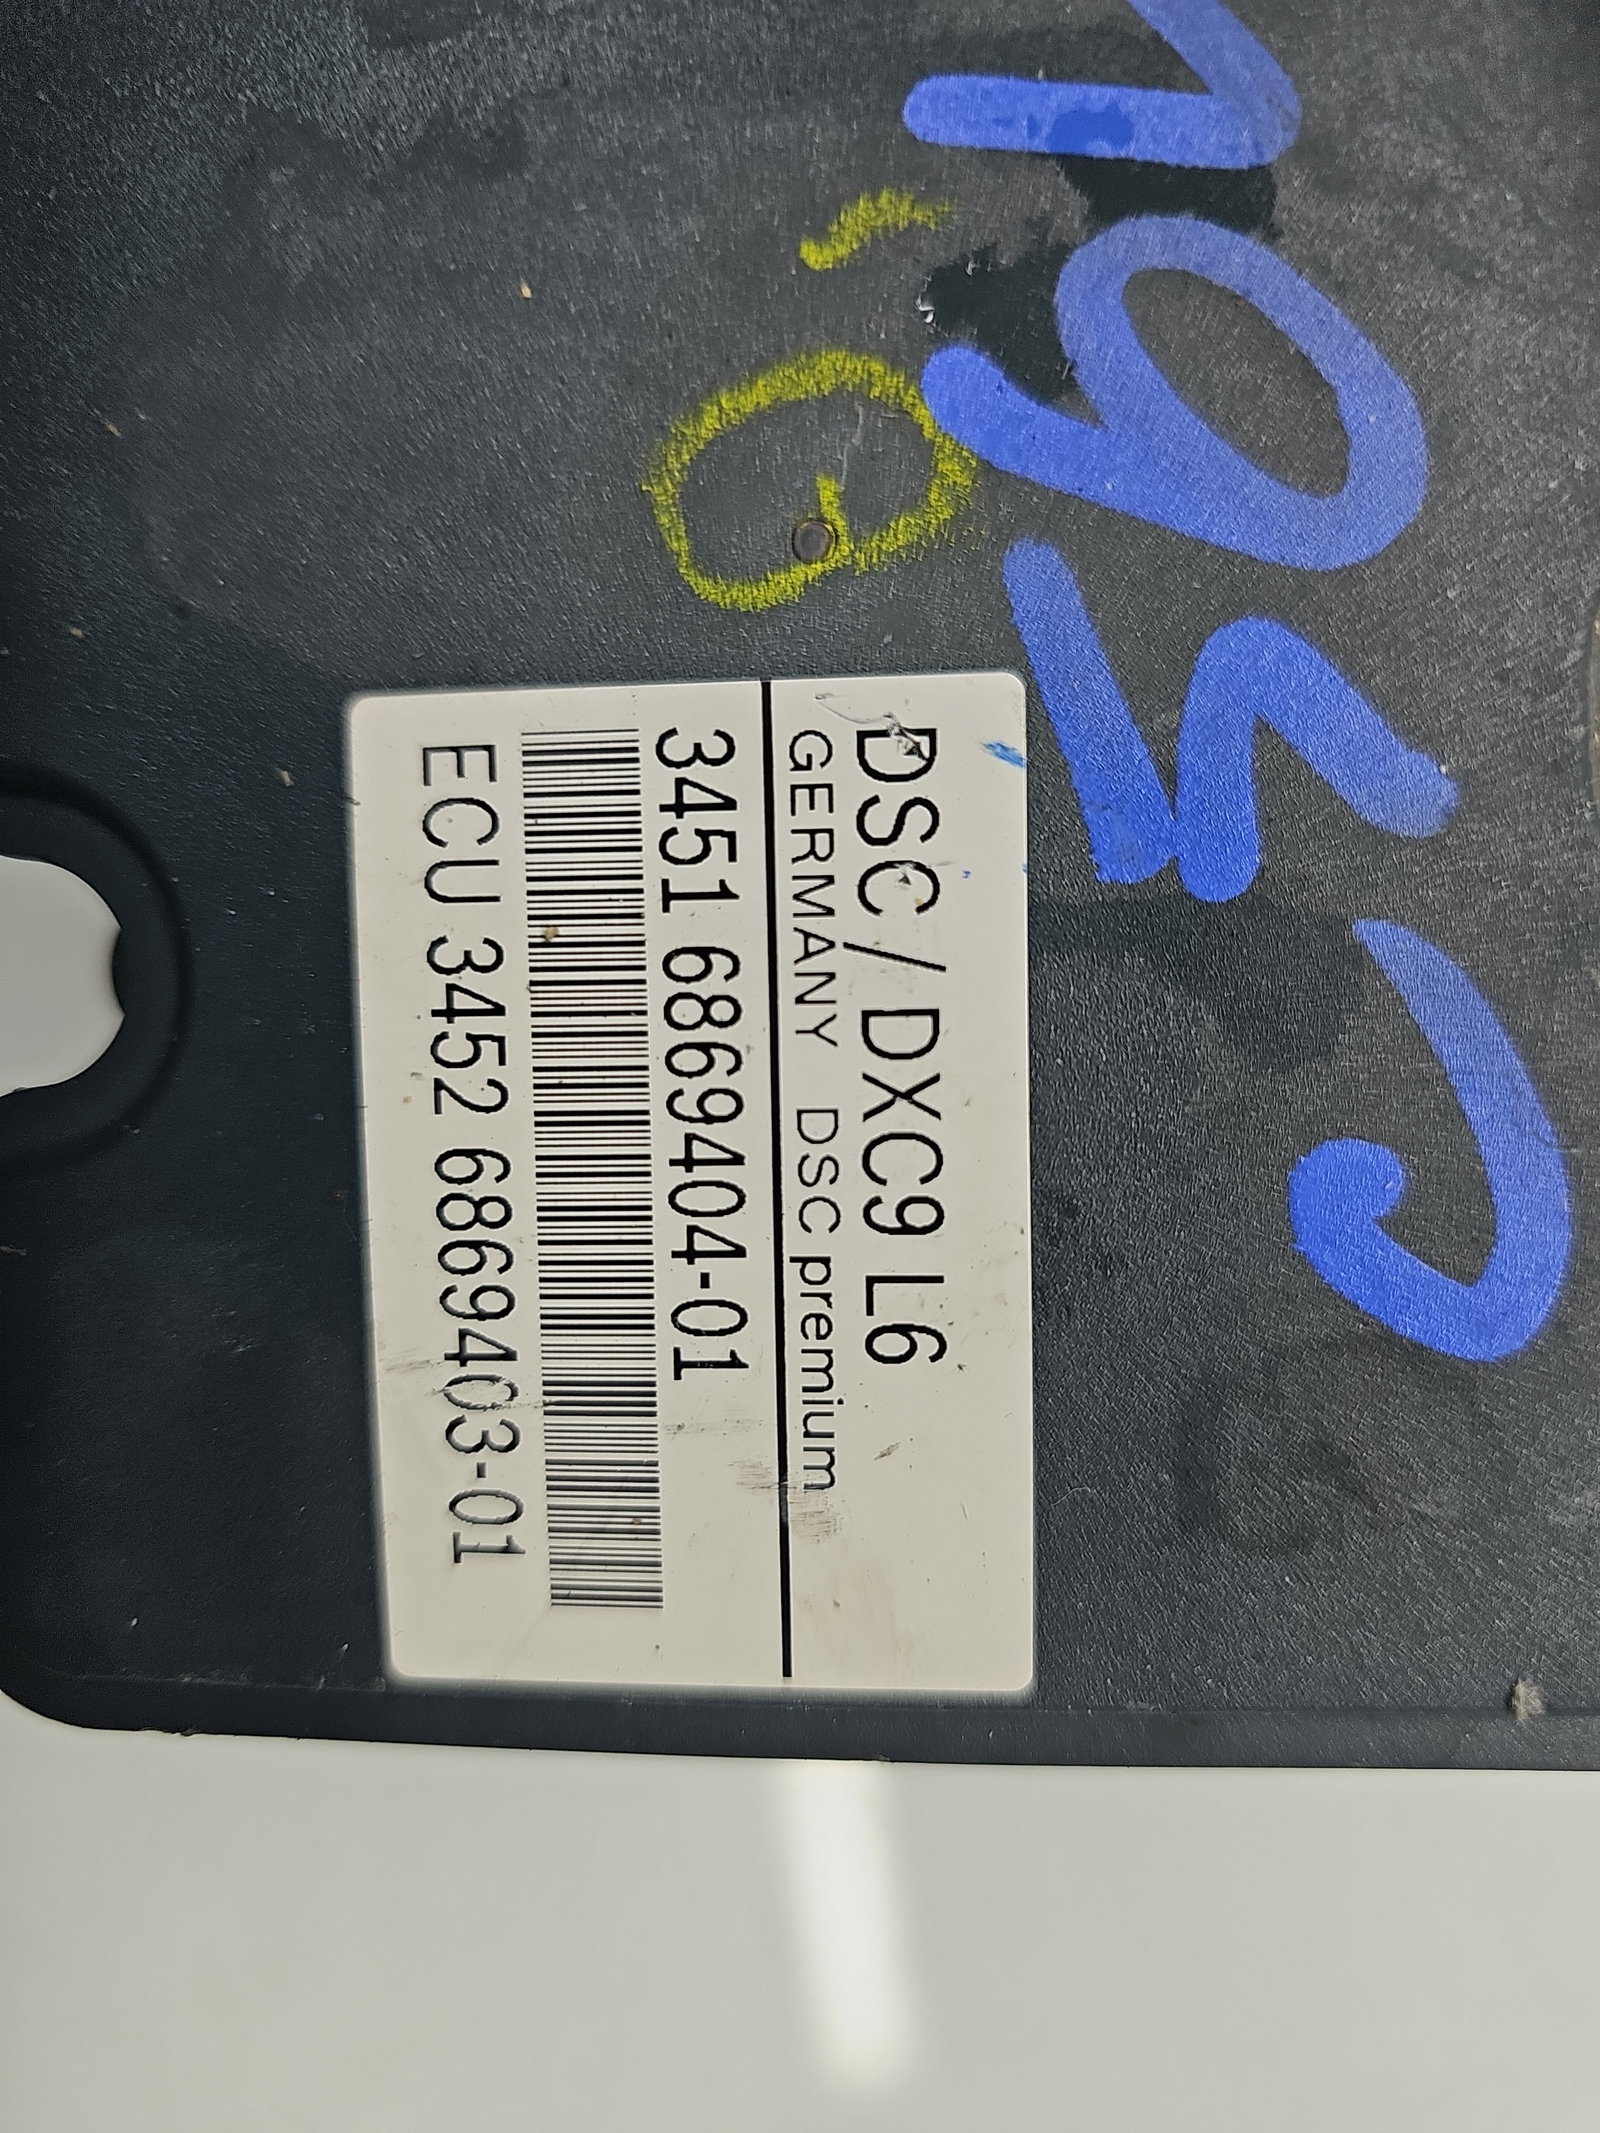 DSC/DXC9 L6
GERMANY DSC premium
3451 6869404-01
ECU 3452 6869403-01